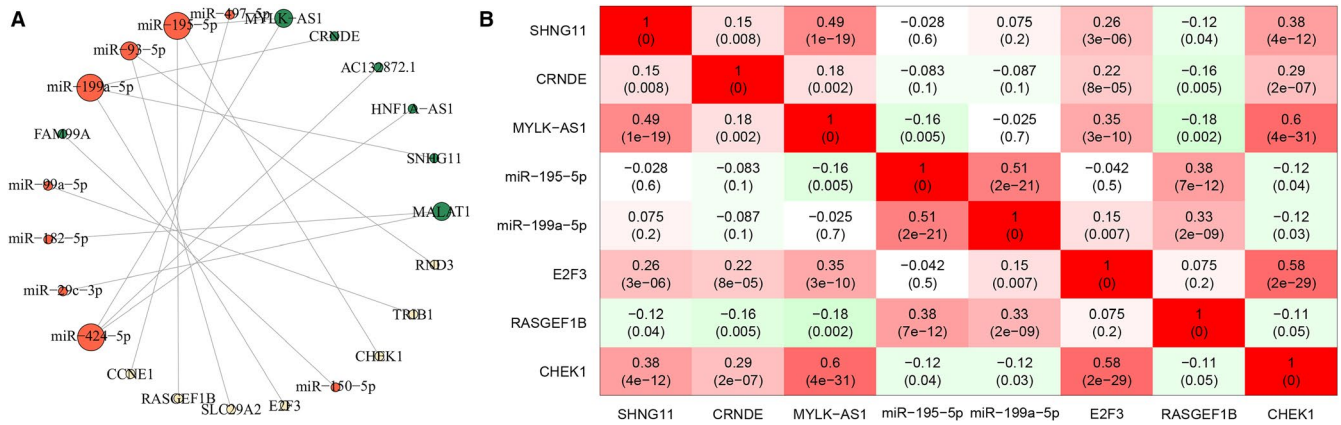 A
miR−497−5p
miR−195−5p
MYLK−AS1
miR−93−5p
CRNDE
miR−199a−5p
AC132872.1
FAM99A
HNF1A−AS1
miR−99a−5p
SNHG11
miR−182−5p
MALAT1
miR−29c−3p
RND3
miR−424−5p
TRIB1
CCNE1
CHEK1
RASGEF1B
miR−150−5p
SLC29A2
E2F3
B
SHNG11 1 0.15 0.49 −0.028 0.075 0.26 −0.12 0.38
(0) (0.008) (1e−19) (0.6) (0.2) (3e−06) (0.04) (4e−12)
CRNDE 0.15 1 0.18 −0.083 −0.087 0.22 −0.16 0.29
(0.008) (0) (0.002) (0.1) (0.1) (8e−05) (0.005) (2e−07)
MYLK−AS1 0.49 0.18 1 −0.16 −0.025 0.35 −0.18 0.6
(1e−19) (0.002) (0) (0.005) (0.7) (3e−10) (0.002) (4e−31)
miR−195−5p −0.028 −0.083 −0.16 1 0.51 −0.042 0.38 −0.12
(0.6) (0.1) (0.005) (0) (2e−21) (0.5) (7e−12) (0.04)
miR−199a−5p 0.075 −0.087 −0.025 0.51 1 0.15 0.33 −0.12
(0.2) (0.1) (0.7) (2e−21) (0) (0.007) (2e−09) (0.03)
E2F3 0.26 0.22 0.35 −0.042 0.15 1 0.075 0.58
(3e−06) (8e−05) (3e−10) (0.5) (0.007) (0) (0.2) (2e−29)
RASGEF1B −0.12 −0.16 −0.18 0.38 0.33 0.075 1 −0.11
(0.04) (0.005) (0.002) (7e−12) (2e−09) (0.2) (0) (0.05)
CHEK1 0.38 0.29 0.6 −0.12 −0.12 0.58 −0.11 1
(4e−12) (2e−07) (4e−31) (0.04) (0.03) (2e−29) (0.05) (0)
SHNG11 CRNDE MYLK−AS1 miR−195−5p miR−199a−5p E2F3 RASGEF1B CHEK1